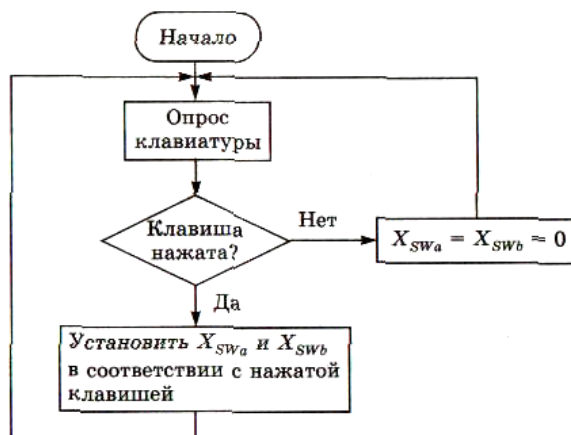 Начало
Опрос
клавиатуры
Клавиша
нажата?
Нет
X_SWa = X_SWb = 0
Да
Установить X_SWa и X_SWb
в соответствии с нажатой
клавишей